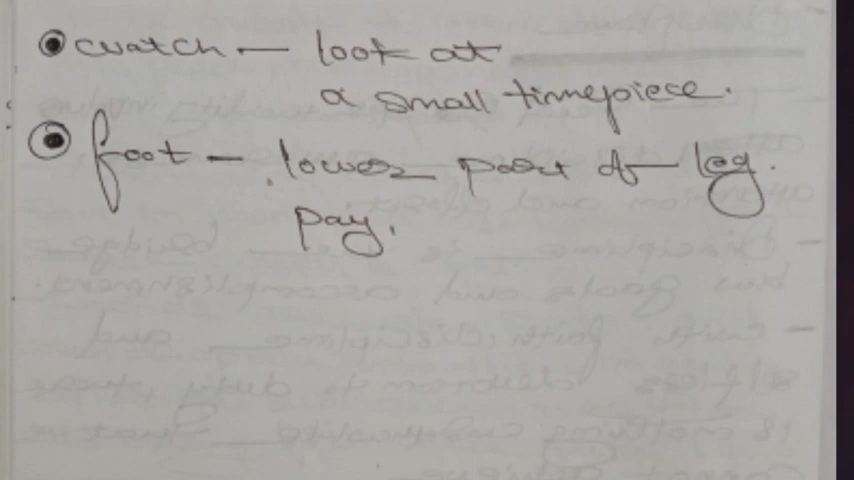 watch - look at
a small timepiece.
foot - lower part of leg.
pay.